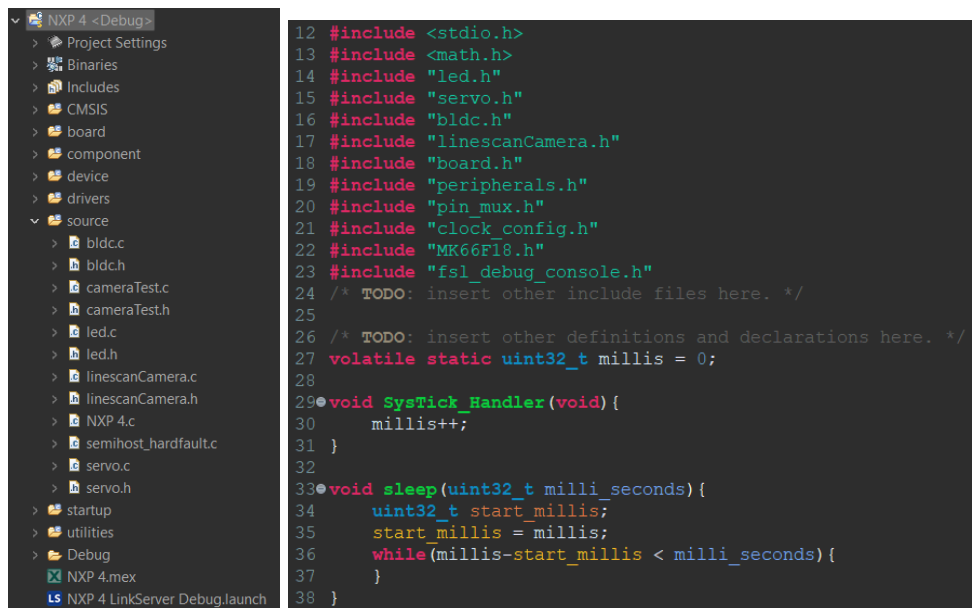 NXP 4 <Debug>
Project Settings
Binaries
Includes
CMSIS
board
component
device
drivers
source
bldc.c
bldc.h
cameraTest.c
cameraTest.h
led.c
led.h
linescanCamera.c
linescanCamera.h
NXP 4.c
semihost_hardfault.c
servo.c
servo.h
startup
utilities
Debug
NXP 4.mex
LS NXP 4 LinkServer Debug.launch
12 #include <stdio.h>
13 #include <math.h>
14 #include "led.h"
15 #include "servo.h"
16 #include "bldc.h"
17 #include "linescanCamera.h"
18 #include "board.h"
19 #include "peripherals.h"
20 #include "pin_mux.h"
21 #include "clock_config.h"
22 #include "MK66F18.h"
23 #include "fsl_debug_console.h"
24 /* TODO: insert other include files here. */
25
26 /* TODO: insert other definitions and declarations here. */
27 volatile static uint32_t millis = 0;
28
29 void SysTick_Handler(void){
30     millis++;
31 }
32
33 void sleep(uint32_t milli_seconds){
34     uint32_t start_millis;
35     start_millis = millis;
36     while(millis-start_millis < milli_seconds){
37     }
38 }